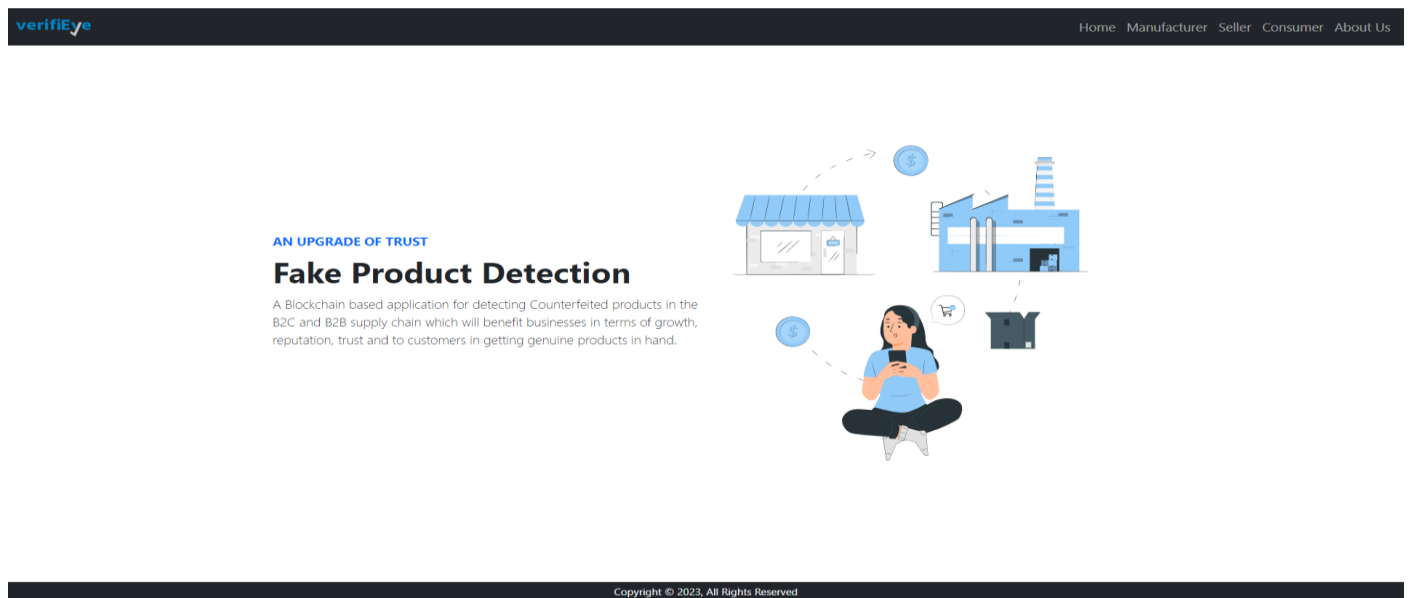 verifiEye
Home Manufacturer Seller Consumer About Us
AN UPGRADE OF TRUST
Fake Product Detection
A Blockchain based application for detecting Counterfeited products in the
B2C and B2B supply chain which will benefit businesses in terms of growth,
reputation, trust and to customers in getting genuine products in hand.
$
$
Copyright © 2023, All Rights Reserved